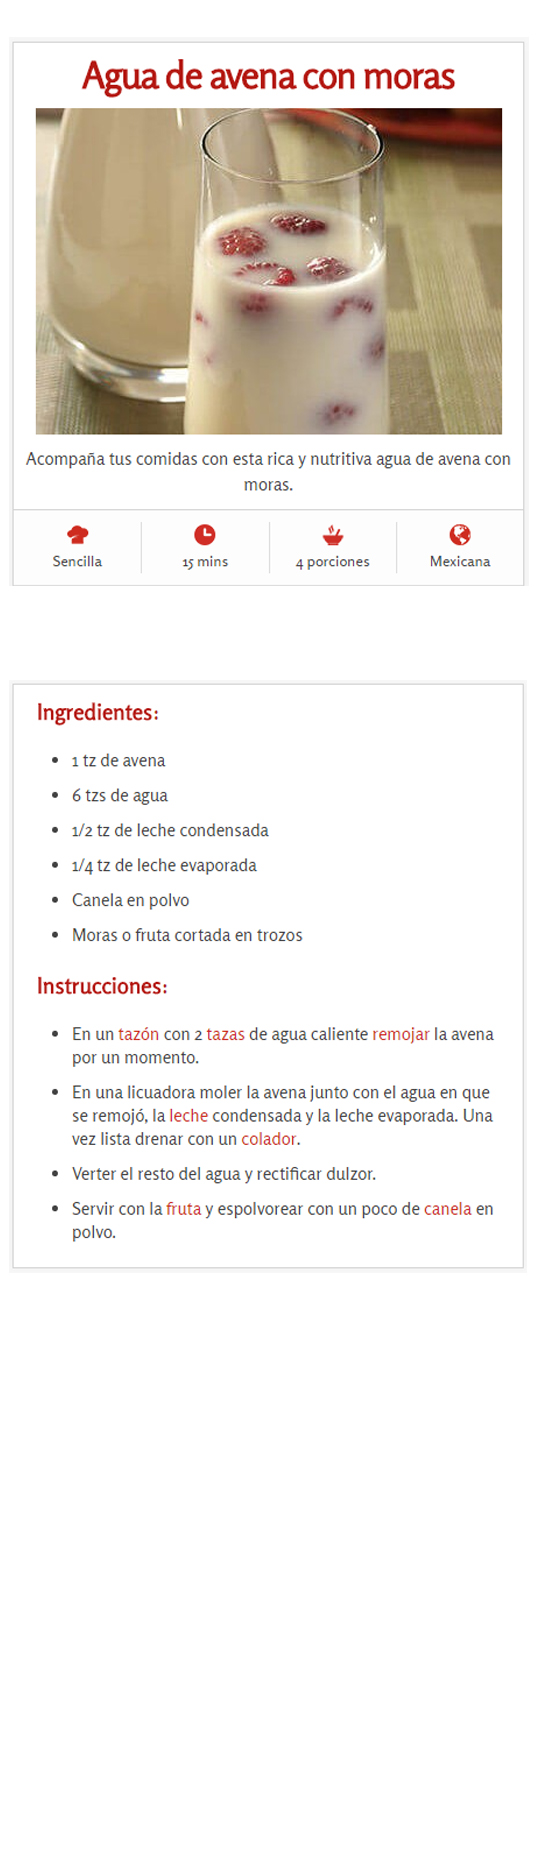 Agua de avena con moras
Acompaña tus comidas con esta rica y nutritiva agua de avena con
moras.
Sencilla
15 mins
4 porciones
Mexicana
Ingredientes:
• 1 tz de avena
• 6 tzs de agua
• 1/2 tz de leche condensada
• 1/4 tz de leche evaporada
• Canela en polvo
• Moras o fruta cortada en trozos
Instrucciones:
• En un tazón con 2 tazas de agua caliente remojar la avena
por un momento.
• En una licuadora moler la avena junto con el agua en que
se remojó, la leche condensada y la leche evaporada. Una
vez lista drenar con un colador.
• Verter el resto del agua y rectificar dulzor.
• Servir con la fruta y espolvorear con un poco de canela en
polvo.